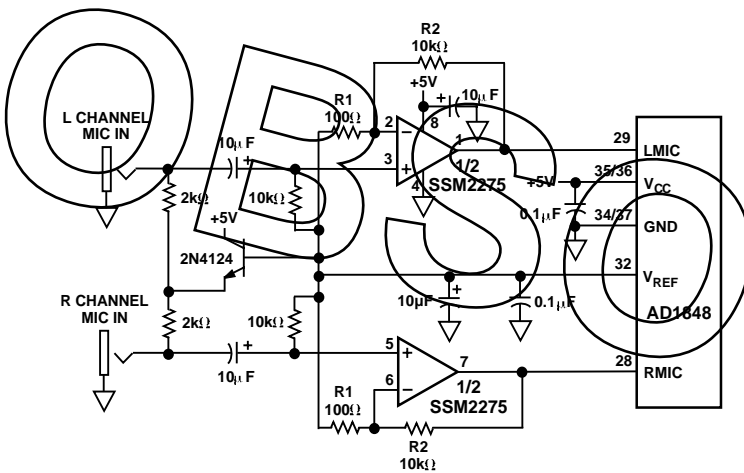 R2
10kΩ
+5V
10µF
R1
100Ω
L CHANNEL
MIC IN
2
8
1
29
LMIC
10µF
3
1/2
SSM2275
35/36
+5V
VCC
4
2kΩ
10kΩ
0.1µF
34/37
GND
+5V
2N4124
32
VREF
R CHANNEL
MIC IN
10µF
0.1µF
AD1848
2kΩ
10kΩ
5
7
28
RMIC
10µF
6
1/2
SSM2275
R1
100Ω
R2
10kΩ
OBSO